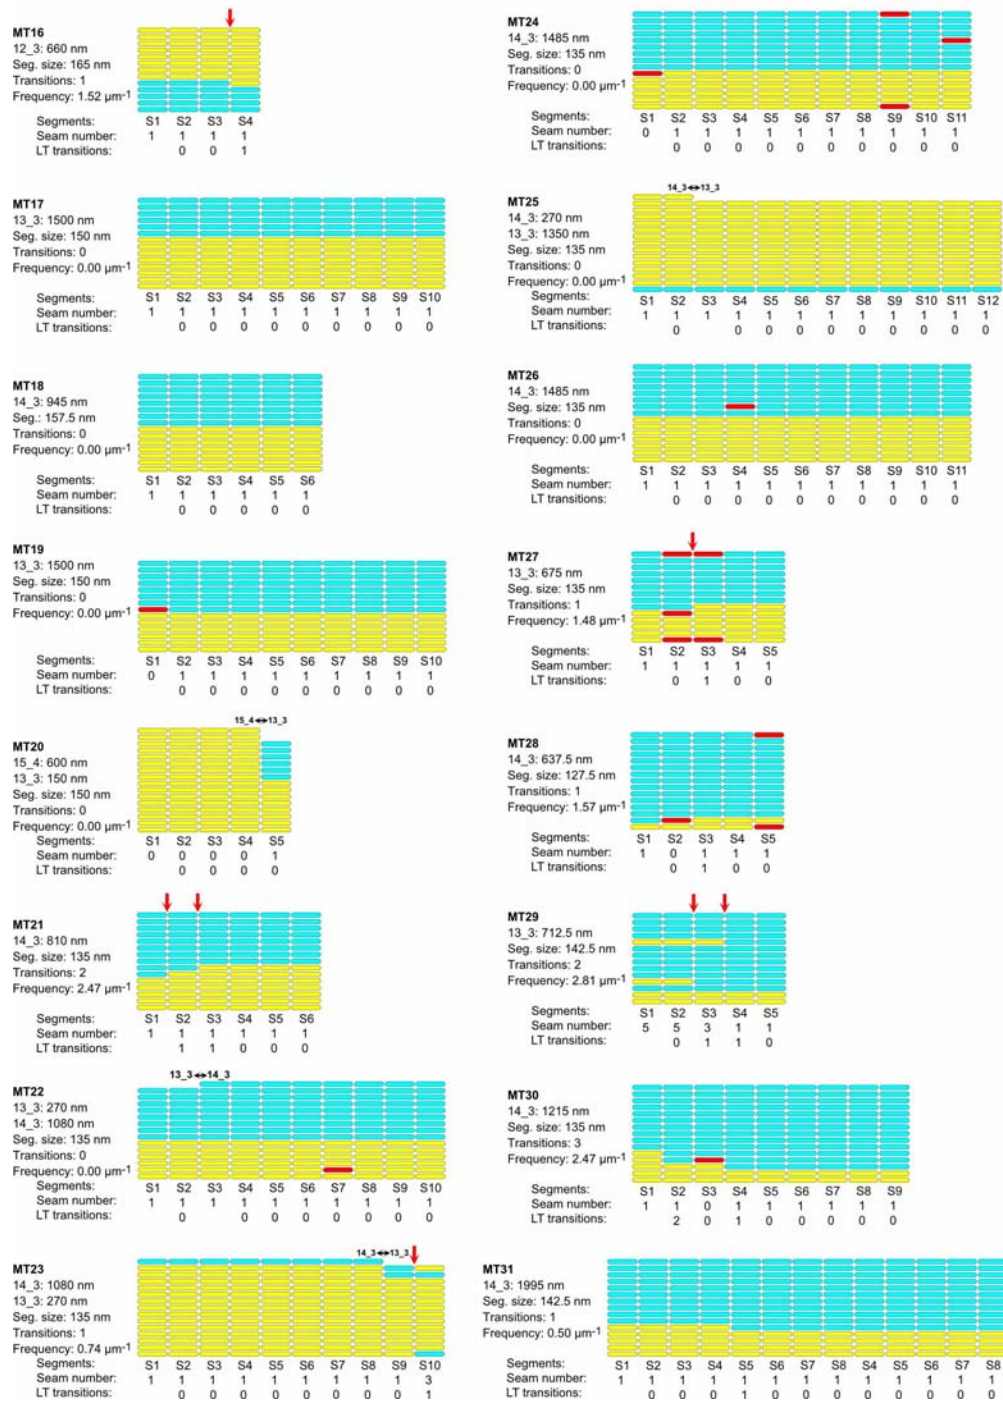 MT16
12_3: 660 nm
Seg. size: 165 nm
Transitions: 1
Frequency: 1.52 µm-1
Segments: S1 S2 S3 S4
Seam number: 1 1 1 1
LT transitions: 0 0 1
MT17
13_3: 1500 nm
Seg. size: 150 nm
Transitions: 0
Frequency: 0.00 µm-1
Segments: S1 S2 S3 S4 S5 S6 S7 S8 S9 S10
Seam number: 1 1 1 1 1 1 1 1 1 1
LT transitions: 0 0 0 0 0 0 0 0 0
MT18
14_3: 945 nm
Seg.: 157.5 nm
Transitions: 0
Frequency: 0.00 µm-1
Segments: S1 S2 S3 S4 S5 S6
Seam number: 1 1 1 1 1 1
LT transitions: 0 0 0 0 0
MT19
13_3: 1500 nm
Seg. size: 150 nm
Transitions: 0
Frequency: 0.00 µm-1
Segments: S1 S2 S3 S4 S5 S6 S7 S8 S9 S10
Seam number: 0 1 1 1 1 1 1 1 1 1
LT transitions: 0 0 0 0 0 0 0 0 0
15_4↔13_3
MT20
15_4: 600 nm
13_3: 150 nm
Seg. size: 150 nm
Transitions: 0
Frequency: 0.00 µm-1
Segments: S1 S2 S3 S4 S5
Seam number: 0 0 0 0 1
LT transitions: 0 0 0 0
MT21
14_3: 810 nm
Seg. size: 135 nm
Transitions: 2
Frequency: 2.47 µm-1
Segments: S1 S2 S3 S4 S5 S6
Seam number: 1 1 1 1 1 1
LT transitions: 1 1 0 0 0
13_3↔14_3
MT22
13_3: 270 nm
14_3: 1080 nm
Seg. size: 135 nm
Transitions: 0
Frequency: 0.00 µm-1
Segments: S1 S2 S3 S4 S5 S6 S7 S8 S9 S10
Seam number: 1 1 1 1 1 1 1 1 1 1
LT transitions: 0 0 0 0 0 0 0 0
14_3↔13_3
MT23
14_3: 1080 nm
13_3: 270 nm
Seg. size: 135 nm
Transitions: 1
Frequency: 0.74 µm-1
Segments: S1 S2 S3 S4 S5 S6 S7 S8 S9 S10
Seam number: 1 1 1 1 1 1 1 1 1 3
LT transitions: 0 0 0 0 0 0 0 1
MT24
14_3: 1485 nm
Seg. size: 135 nm
Transitions: 0
Frequency: 0.00 µm-1
Segments: S1 S2 S3 S4 S5 S6 S7 S8 S9 S10 S11
Seam number: 0 1 1 1 1 1 1 1 1 1 1
LT transitions: 0 0 0 0 0 0 0 0 0 0
14_3↔13_3
MT25
14_3: 270 nm
13_3: 1350 nm
Seg. size: 135 nm
Transitions: 0
Frequency: 0.00 µm-1
Segments: S1 S2 S3 S4 S5 S6 S7 S8 S9 S10 S11 S12
Seam number: 1 1 1 1 1 1 1 1 1 1 1 1
LT transitions: 0 0 0 0 0 0 0 0 0 0
MT26
14_3: 1485 nm
Seg. size: 135 nm
Transitions: 0
Frequency: 0.00 µm-1
Segments: S1 S2 S3 S4 S5 S6 S7 S8 S9 S10 S11
Seam number: 1 1 1 1 1 1 1 1 1 1 1
LT transitions: 0 0 0 0 0 0 0 0 0 0
MT27
13_3: 675 nm
Seg. size: 135 nm
Transitions: 1
Frequency: 1.48 µm-1
Segments: S1 S2 S3 S4 S5
Seam number: 1 1 1 1 1
LT transitions: 0 1 0 0
MT28
14_3: 637.5 nm
Seg. size: 127.5 nm
Transitions: 1
Frequency: 1.57 µm-1
Segments: S1 S2 S3 S4 S5
Seam number: 1 0 1 1 1
LT transitions: 0 1 0 0
MT29
13_3: 712.5 nm
Seg. size: 142.5 nm
Transitions: 2
Frequency: 2.81 µm-1
Segments: S1 S2 S3 S4 S5
Seam number: 5 5 3 1 1
LT transitions: 0 1 1 0
MT30
14_3: 1215 nm
Seg. size: 135 nm
Transitions: 3
Frequency: 2.47 µm-1
Segments: S1 S2 S3 S4 S5 S6 S7 S8 S9
Seam number: 1 1 0 1 1 1 1 1 1
LT transitions: 2 0 1 0 0 0 0 0
MT31
14_3: 1995 nm
Seg. size: 142.5 nm
Transitions: 1
Frequency: 0.50 µm-1
Segments: S1 S2 S3 S4 S5 S6 S7 S8 S4 S5 S6 S7 S8
Seam number: 1 1 1 1 1 1 1 1 1 1 1 1 1
LT transitions: 0 0 0 1 0 0 0 0 0 0 0 0